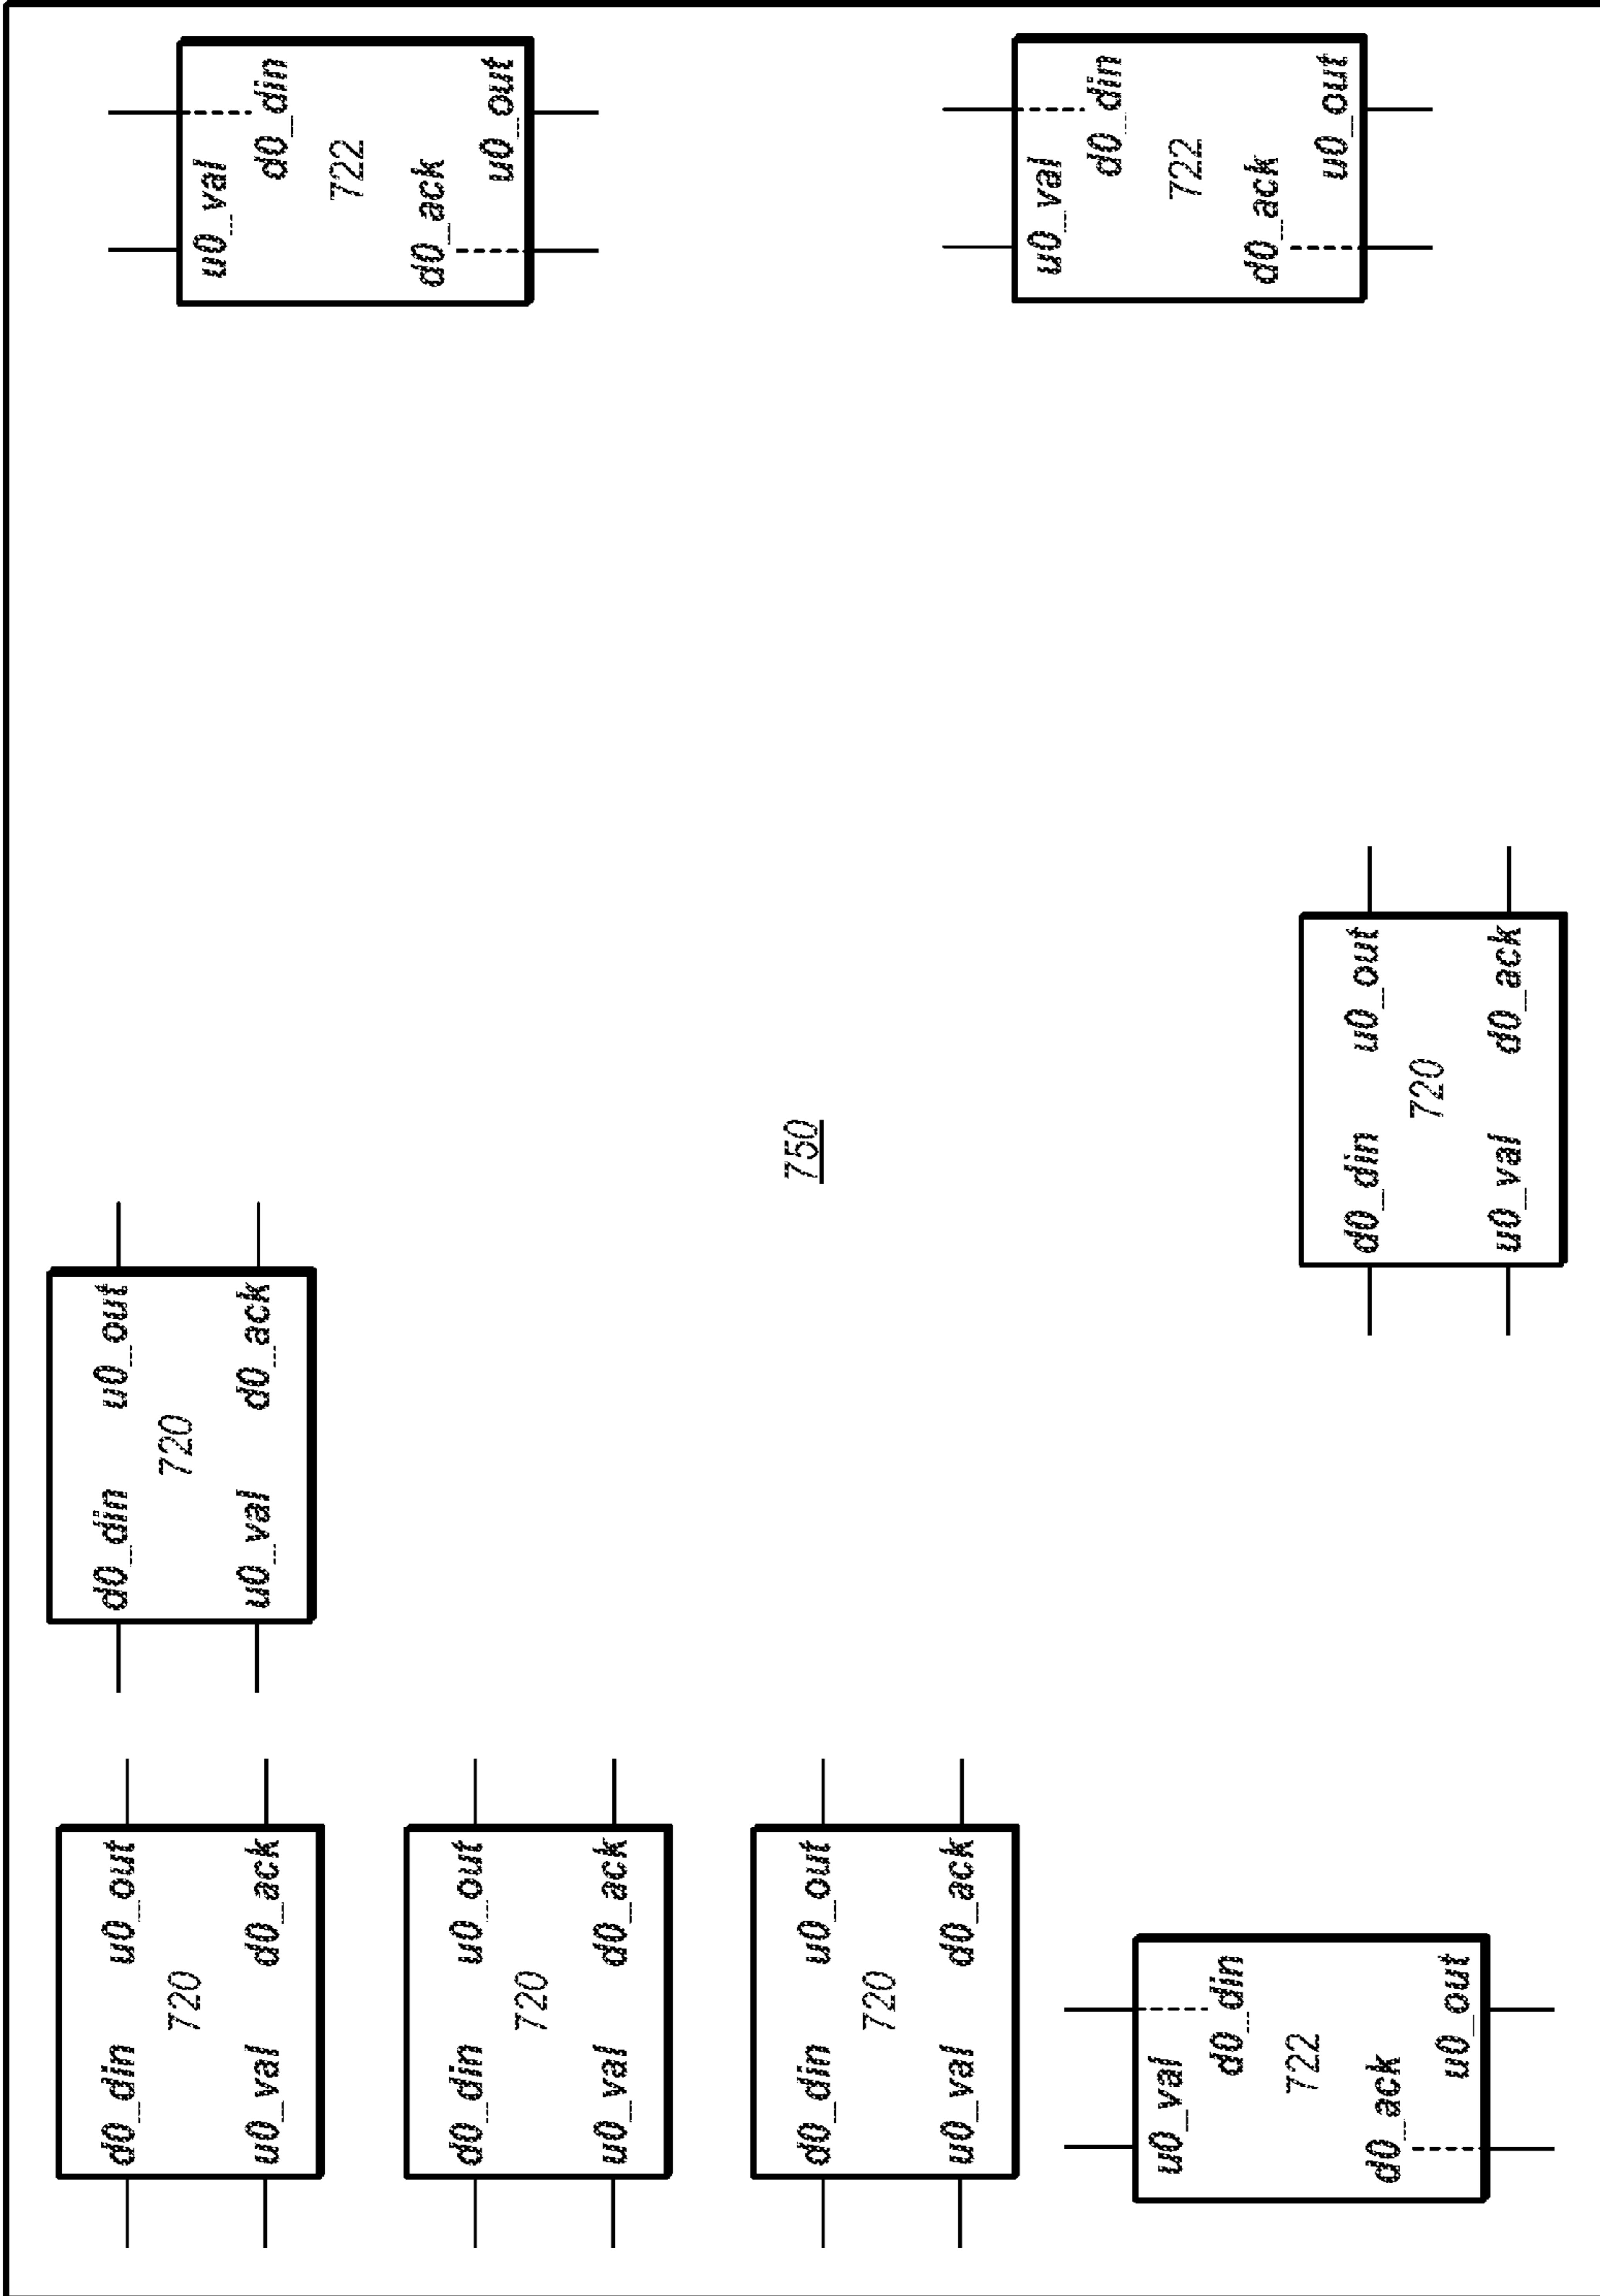 d0_din u0_out
720
u0_val d0_ack
d0_din u0_out
720
u0_val d0_ack
u0_val
d0_din
722
d0_ack
u0_out
d0_din u0_out
720
u0_val d0_ack
d0_din u0_out
720
u0_val d0_ack
750
u0_val
d0_din
722
d0_ack
u0_out
u0_val
d0_din
722
d0_ack
u0_out
d0_din u0_out
720
u0_val d0_ack